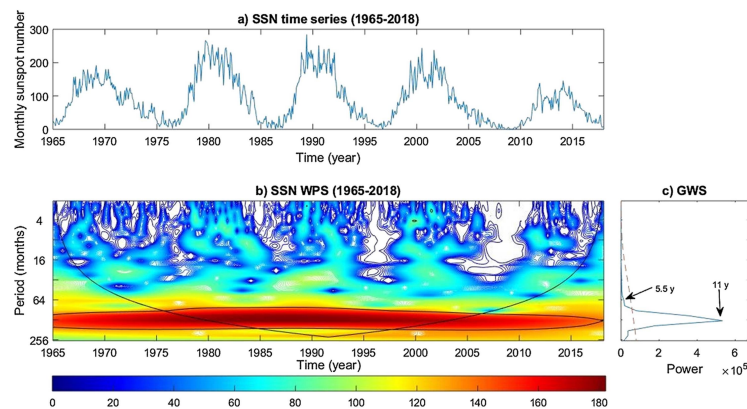 a) SSN time series (1965-2018)
Monthly sunspot number
300
200
100
0
1965 1970 1975 1980 1985 1990 1995 2000 2005 2010 2015
Time (year)
b) SSN WPS (1965-2018)
Period (months)
4
16
64
256
1965 1970 1975 1980 1985 1990 1995 2000 2005 2010 2015
Time (year)
0 20 40 60 80 100 120 140 160 180
c) GWS
5.5 y
11 y
0 2 4 6
Power ×10⁵